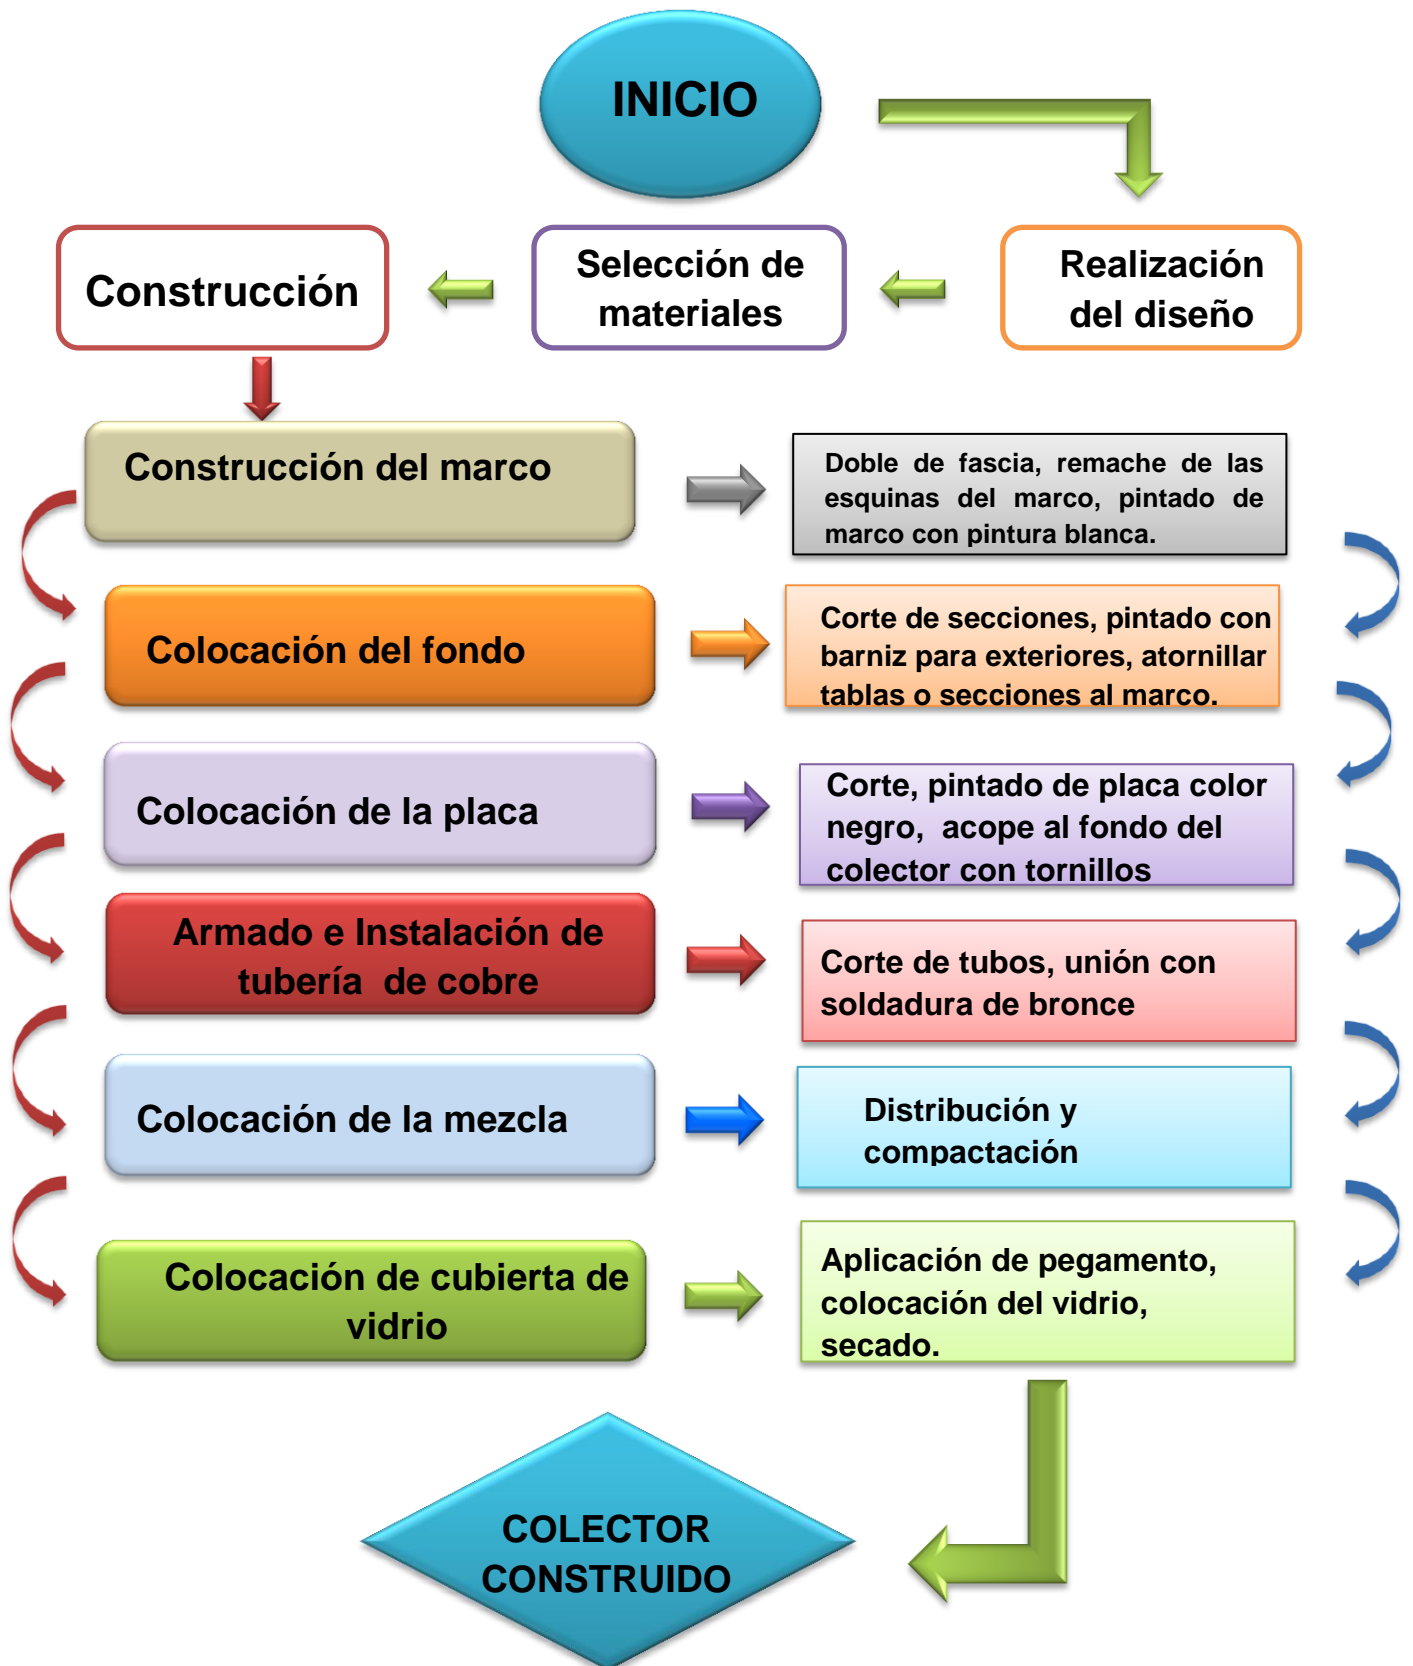 INICIO
Construcción
Selección de
materiales
Realización
del diseño
Construcción del marco
Doble de fascia, remache de las
esquinas del marco, pintado de
marco con pintura blanca.
Colocación del fondo
Corte de secciones, pintado con
barniz para exteriores, atornillar
tablas o secciones al marco.
Colocación de la placa
Corte, pintado de placa color
negro, acope al fondo del
colector con tornillos
Armado e Instalación de
tubería de cobre
Corte de tubos, unión con
soldadura de bronce
Colocación de la mezcla
Distribución y
compactación
Colocación de cubierta de
vidrio
Aplicación de pegamento,
colocación del vidrio,
secado.
COLECTOR
CONSTRUIDO